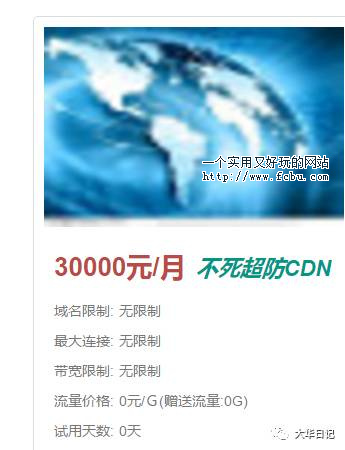 一个实用又好玩的网站
http://www.fcbu.com
30000元/月 不死超防CDN
域名限制: 无限制
最大连接: 无限制
带宽限制: 无限制
流量价格: 0元/G(赠送流量:0G)
试用天数: 0天
大华日记